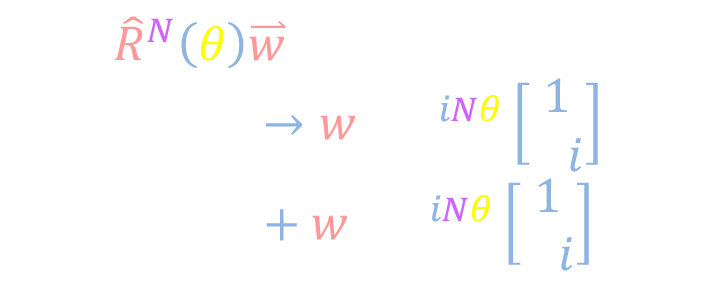 R̂ᴺ(θ)w⃗
→ w iNθ [1 i]
+ w iNθ [1 i]